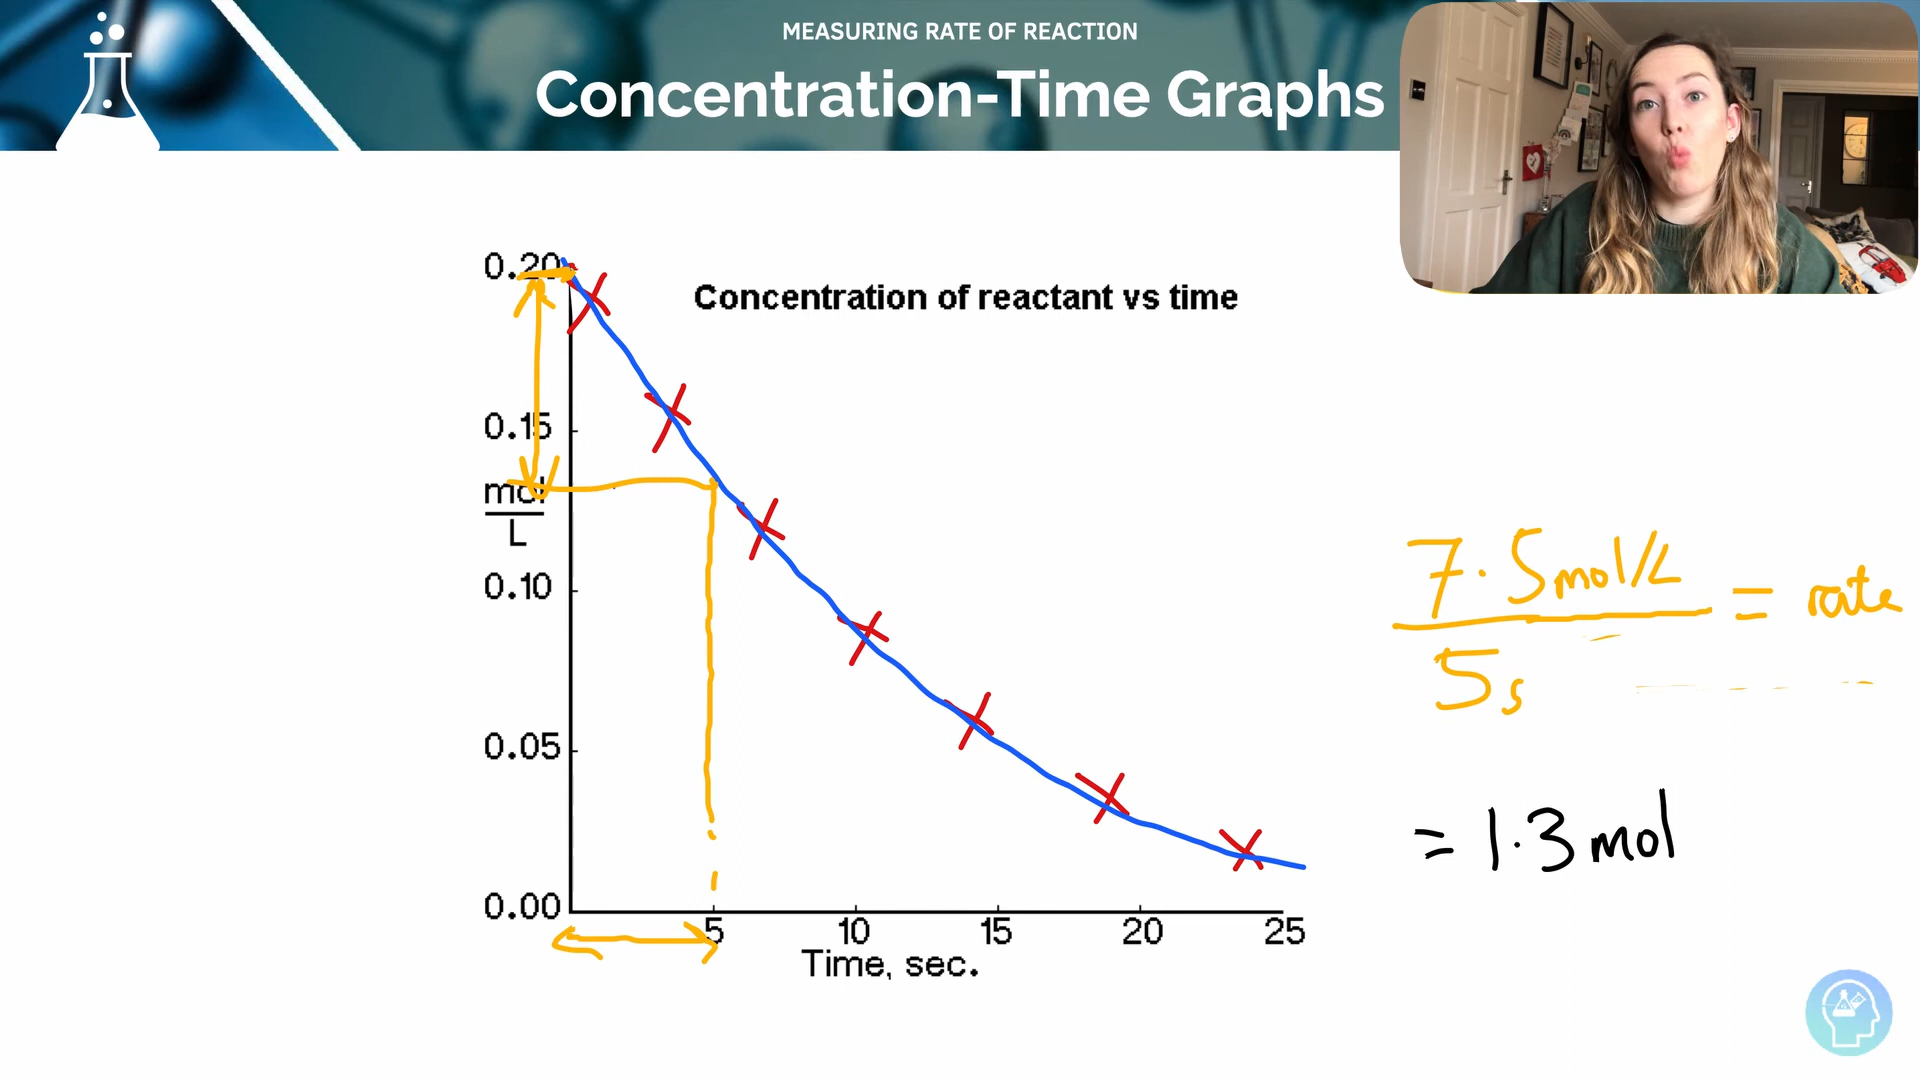 MEASURING RATE OF REACTION
Concentration-Time Graphs
Concentration of reactant vs time
0.20
0.15
mol
L
0.10
0.05
0.00
5 10 15 20 25
Time, sec.
7.5mol/L
= rate
5s
= 1.3mol